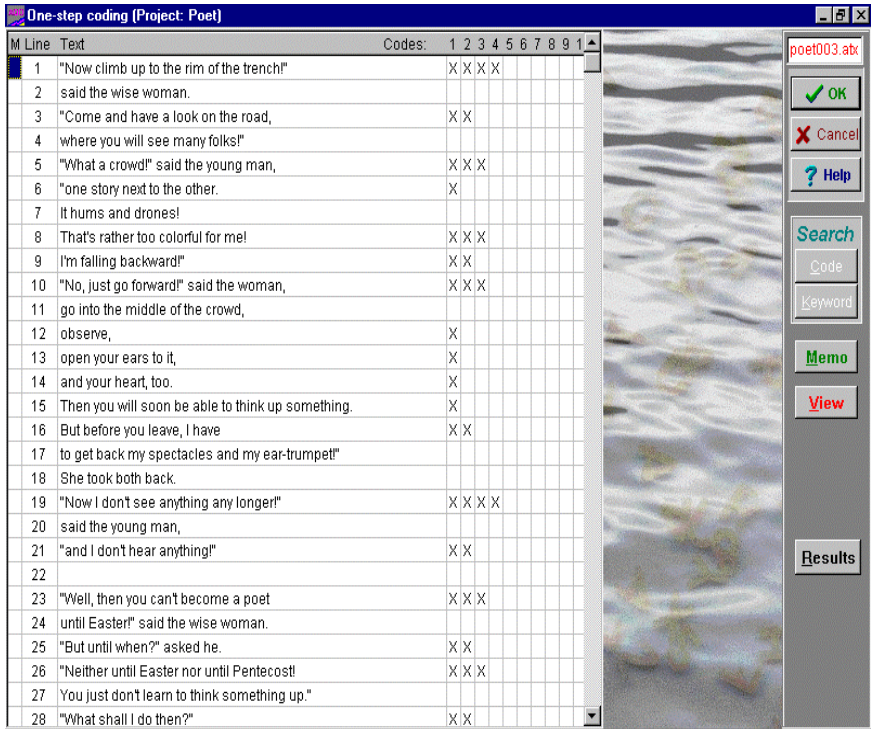 One-step coding (Project: Poet)
M Line Text Codes: 1 2 3 4 5 6 7 8 9 1
1 "Now climb up to the rim of the trench!" X X X X
2 said the wise woman.
3 "Come and have a look on the road, X X
4 where you will see many folks!"
5 "What a crowd!" said the young man, X X X
6 "one story next to the other. X
7 It hums and drones!
8 That's rather too colorful for me! X X X
9 I'm falling backward!" X X
10 "No, just go forward!" said the woman, X X X
11 go into the middle of the crowd,
12 observe, X
13 open your ears to it, X
14 and your heart, too. X
15 Then you will soon be able to think up something. X
16 But before you leave, I have X X
17 to get back my spectacles and my ear-trumpet!"
18 She took both back.
19 "Now I don't see anything any longer!" X X X X
20 said the young man,
21 "and I don't hear anything!" X X
22
23 "Well, then you can't become a poet X X X
24 until Easter!" said the wise woman.
25 "But until when?" asked he. X X
26 "Neither until Easter nor until Pentecost! X X X
27 You just don't learn to think something up."
28 "What shall I do then?" X X
poet003.atx
OK
Cancel
? Help
Search
Code
Keyword
Memo
View
Results